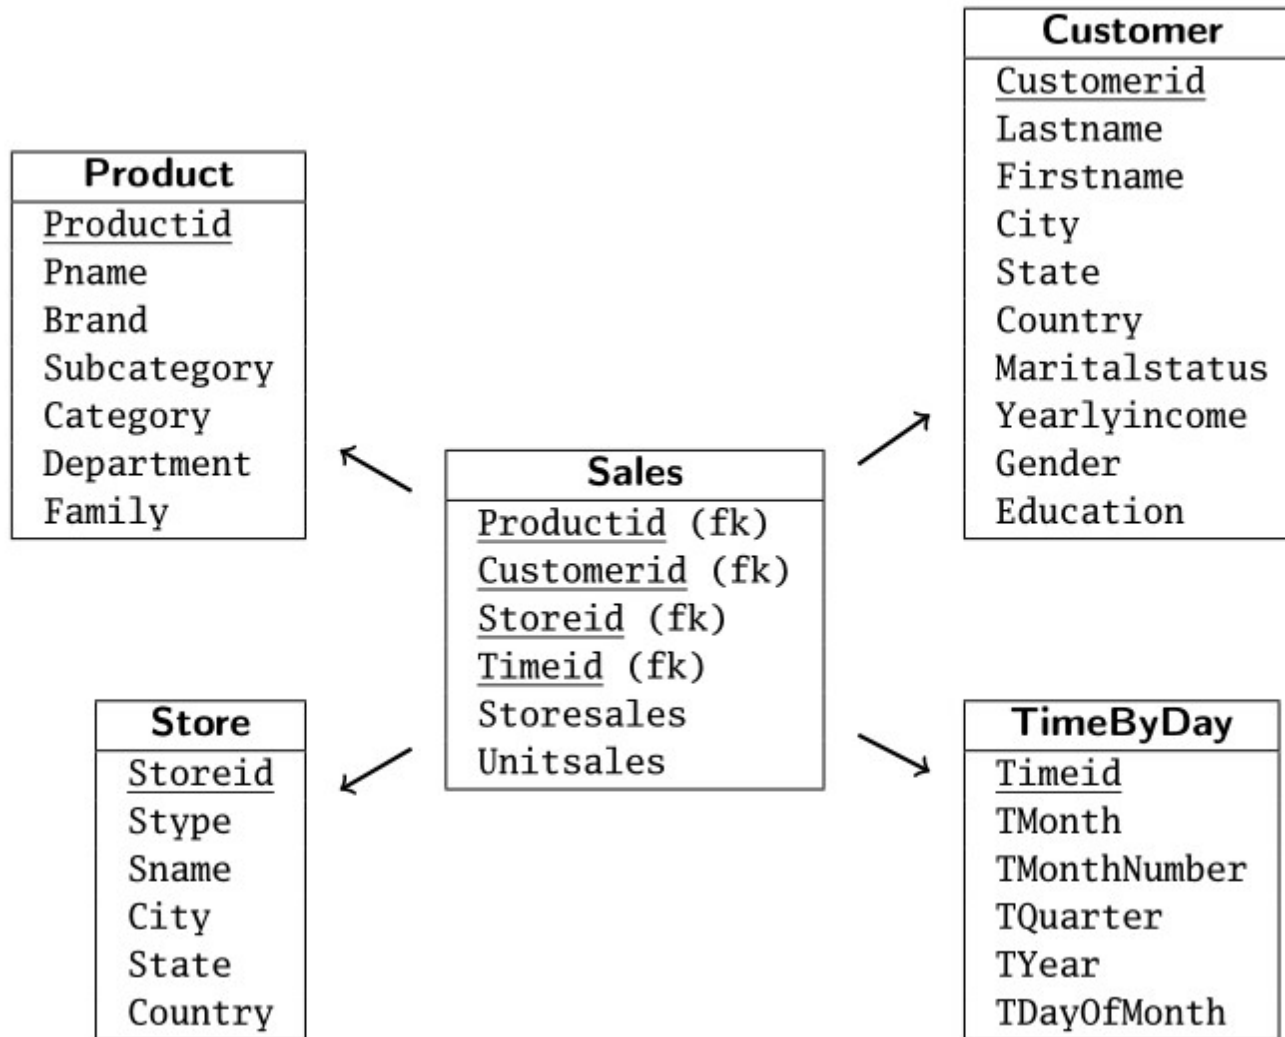 Product
Productid
Pname
Brand
Subcategory
Category
Department
Family
Customer
Customerid
Lastname
Firstname
City
State
Country
Maritalstatus
Yearlyincome
Gender
Education
Sales
Productid (fk)
Customerid (fk)
Storeid (fk)
Timeid (fk)
Storesales
Unitsales
Store
Storeid
Stype
Sname
City
State
Country
TimeByDay
Timeid
TMonth
TMonthNumber
TQuarter
TYear
TDayOfMonth